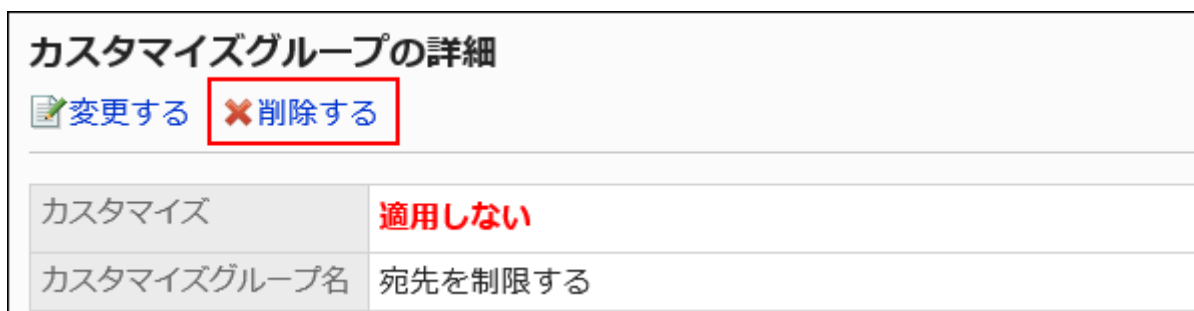 カスタマイズグループの詳細
変更する 削除する
カスタマイズ 適用しない
カスタマイズグループ名 宛先を制限する